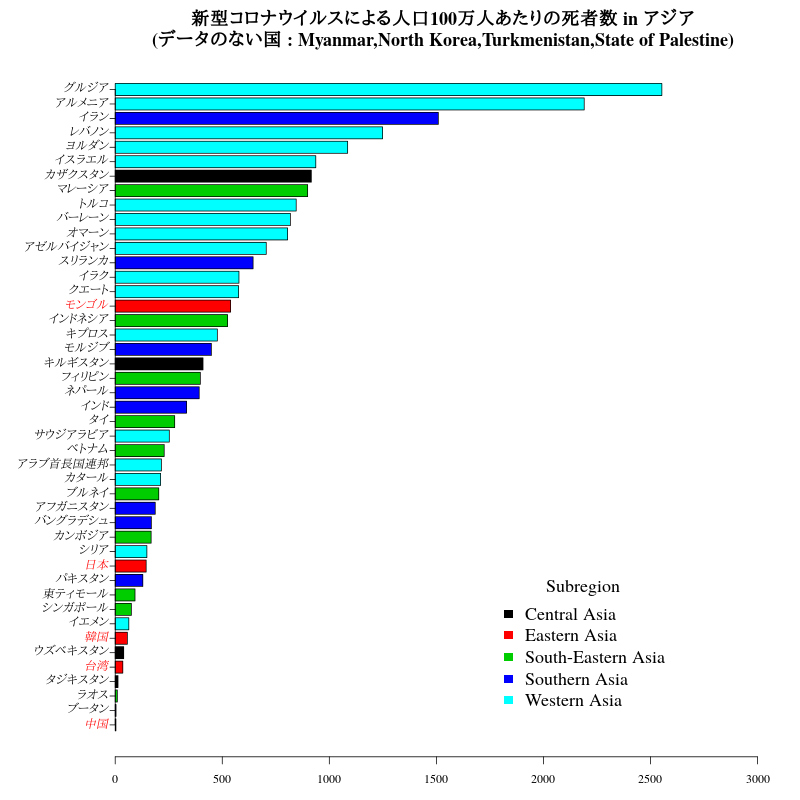 新型コロナウイルスによる人口100万人あたりの死者数 in アジア
(データのない国 : Myanmar,North Korea,Turkmenistan,State of Palestine)
グルジア
アルメニア
イラン
レバノン
ヨルダン
イスラエル
カザクスタン
マレーシア
トルコ
バーレーン
オマーン
アゼルバイジャン
スリランカ
イラク
クエート
モンゴル
インドネシア
キプロス
モルジブ
キルギスタン
フィリピン
ネパール
インド
タイ
サウジアラビア
ベトナム
アラブ首長国連邦
カタール
ブルネイ
アフガニスタン
バングラデシュ
カンボジア
シリア
日本
パキスタン
東ティモール
シンガポール
イエメン
韓国
ウズベキスタン
台湾
タジキスタン
ラオス
ブータン
中国
Subregion
Central Asia
Eastern Asia
South-Eastern Asia
Southern Asia
Western Asia
0 500 1000 1500 2000 2500 3000